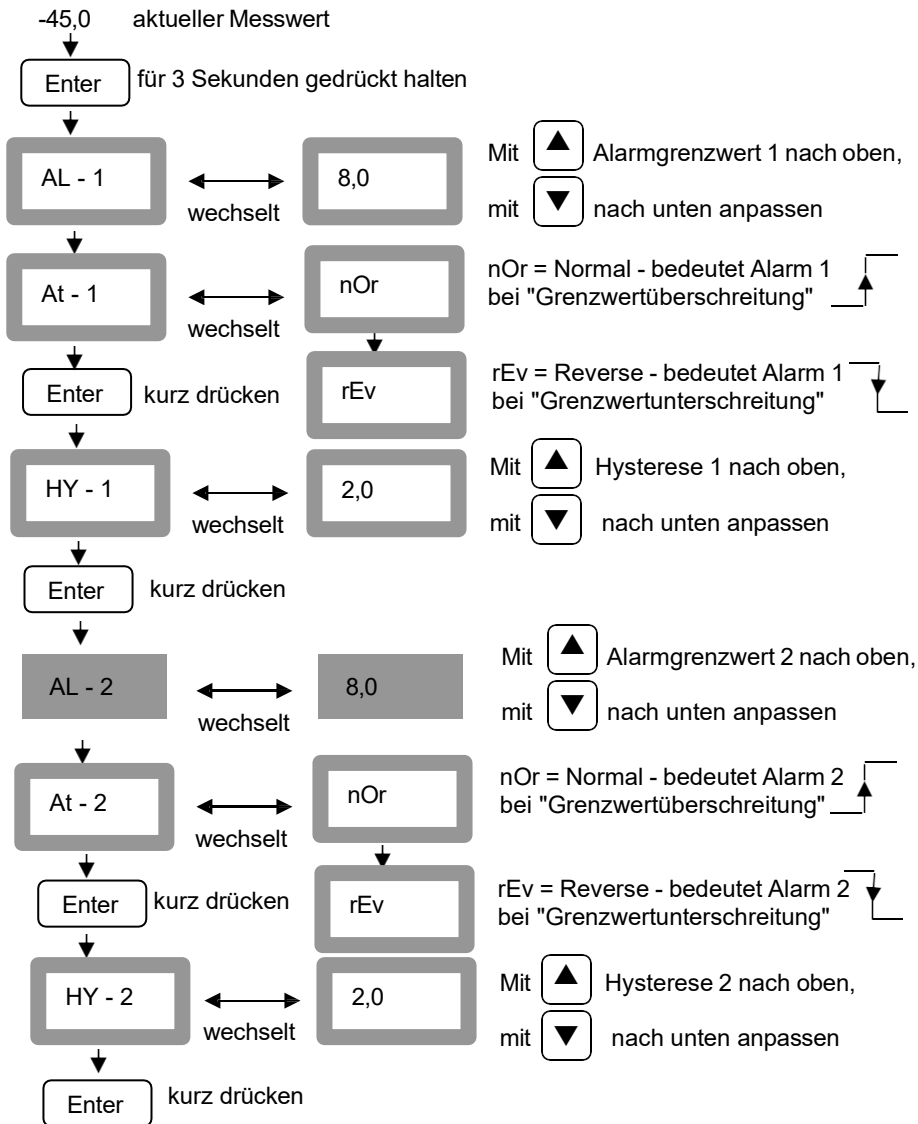 -45,0 aktueller Messwert
Enter für 3 Sekunden gedrückt halten
AL - 1 wechselt 8,0 Mit ▲ Alarmgrenzwert 1 nach oben,
mit ▼ nach unten anpassen
At - 1 wechselt nOr nOr = Normal - bedeutet Alarm 1
bei "Grenzwertüberschreitung"
Enter kurz drücken rEv rEv = Reverse - bedeutet Alarm 1
bei "Grenzwertunterschreitung"
HY - 1 wechselt 2,0 Mit ▲ Hysterese 1 nach oben,
mit ▼ nach unten anpassen
Enter kurz drücken
AL - 2 wechselt 8,0 Mit ▲ Alarmgrenzwert 2 nach oben,
mit ▼ nach unten anpassen
At - 2 wechselt nOr nOr = Normal - bedeutet Alarm 2
bei "Grenzwertüberschreitung"
Enter kurz drücken rEv rEv = Reverse - bedeutet Alarm 2
bei "Grenzwertunterschreitung"
HY - 2 wechselt 2,0 Mit ▲ Hysterese 2 nach oben,
mit ▼ nach unten anpassen
Enter kurz drücken